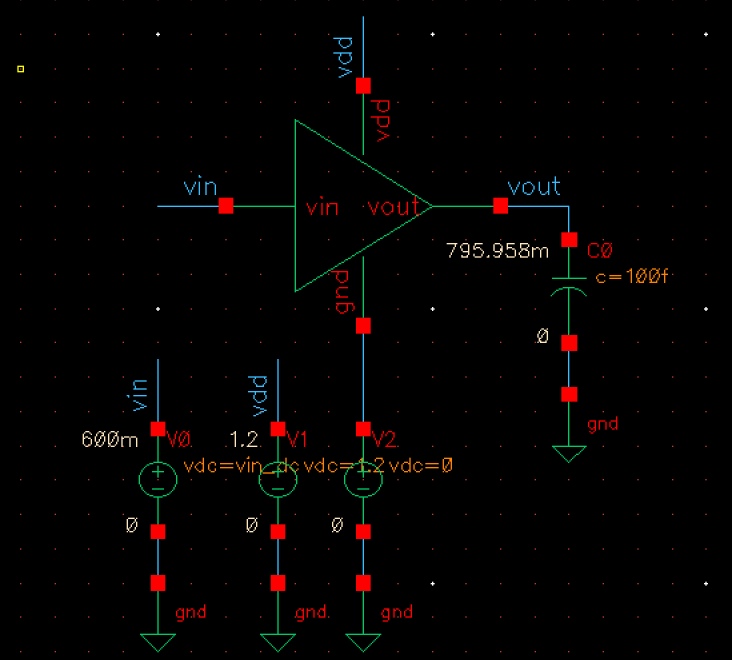 vdd
vdd
vin
vin
vout
vout
795.958m
C0
c=100f
gnd
0
gnd
vin
vdd
600m
V0
1.2
V1
V2
vdc=vin_dc
vdc=1.2
vdc=0
0
0
0
gnd
gnd
gnd